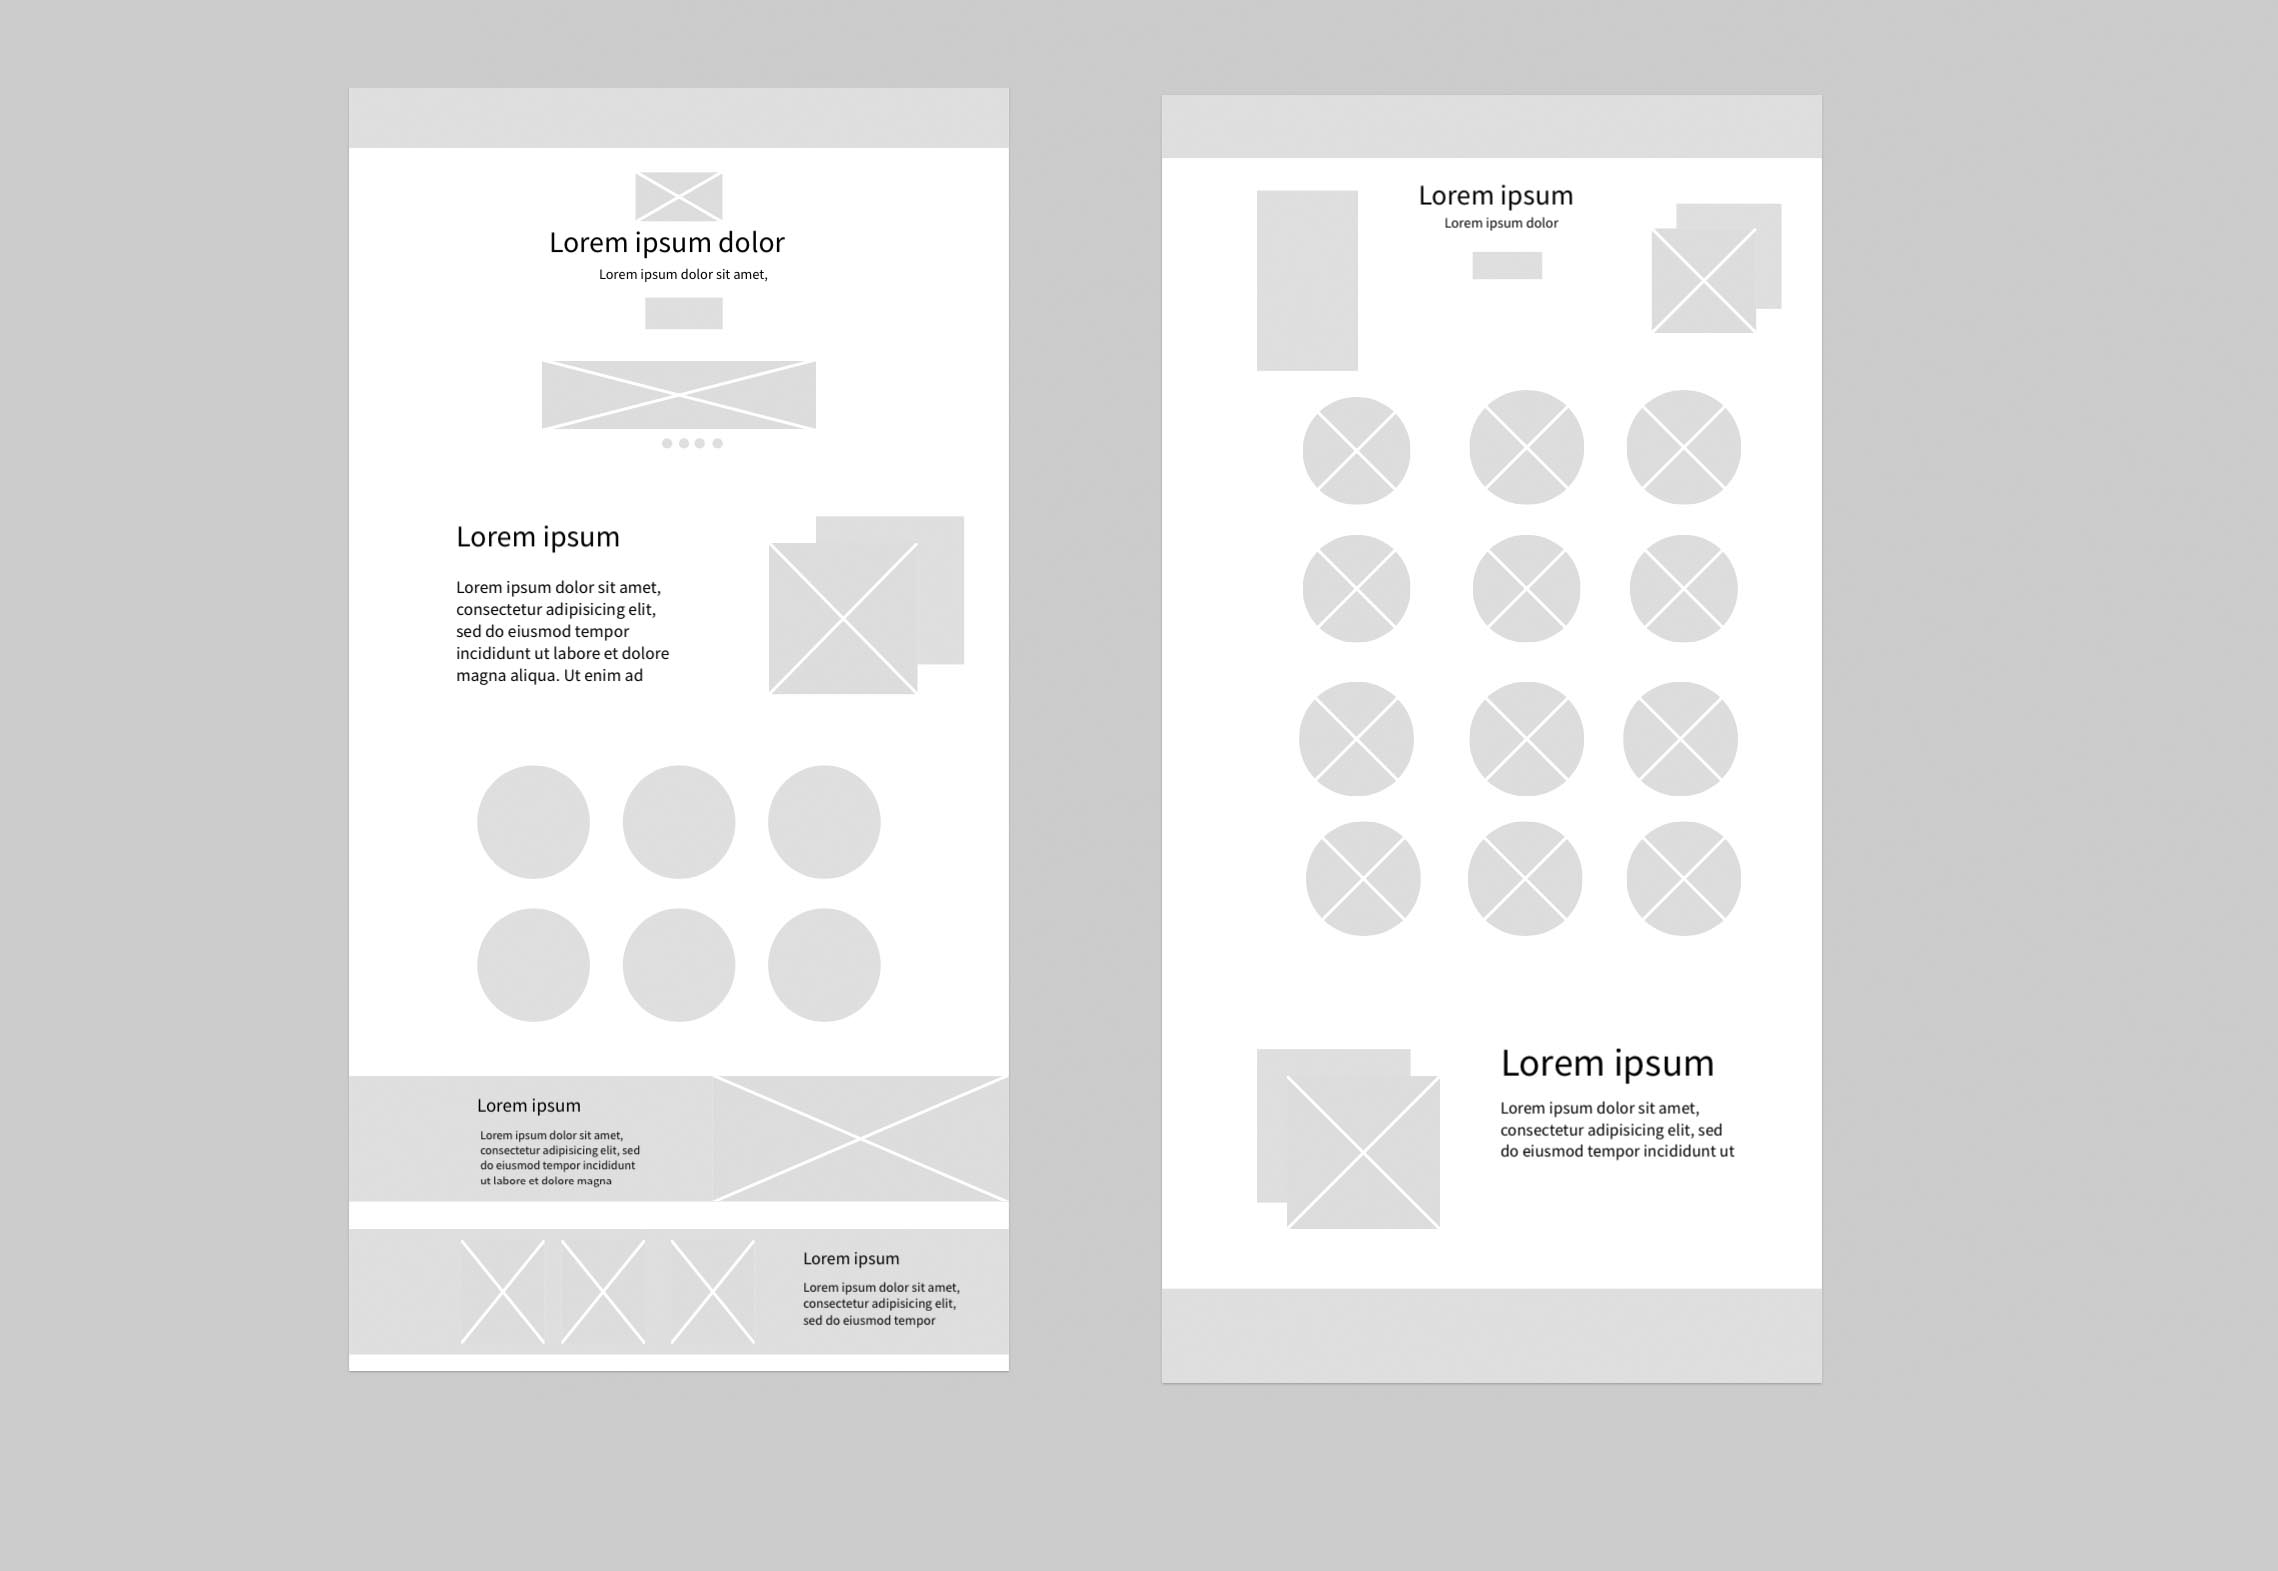 Lorem ipsum dolor
Lorem ipsum dolor sit amet,
Lorem ipsum
Lorem ipsum dolor sit amet,
consectetur adipisicing elit,
sed do eiusmod tempor
incididunt ut labore et dolore
magna aliqua. Ut enim ad
Lorem ipsum
Lorem ipsum dolor sit amet,
consectetur adipisicing elit, sed
do eiusmod tempor incididunt
ut labore et dolore magna
Lorem ipsum
Lorem ipsum dolor sit amet,
consectetur adipisicing elit,
sed do eiusmod tempor
Lorem ipsum
Lorem ipsum dolor
Lorem ipsum
Lorem ipsum dolor sit amet,
consectetur adipisicing elit, sed
do eiusmod tempor incididunt ut